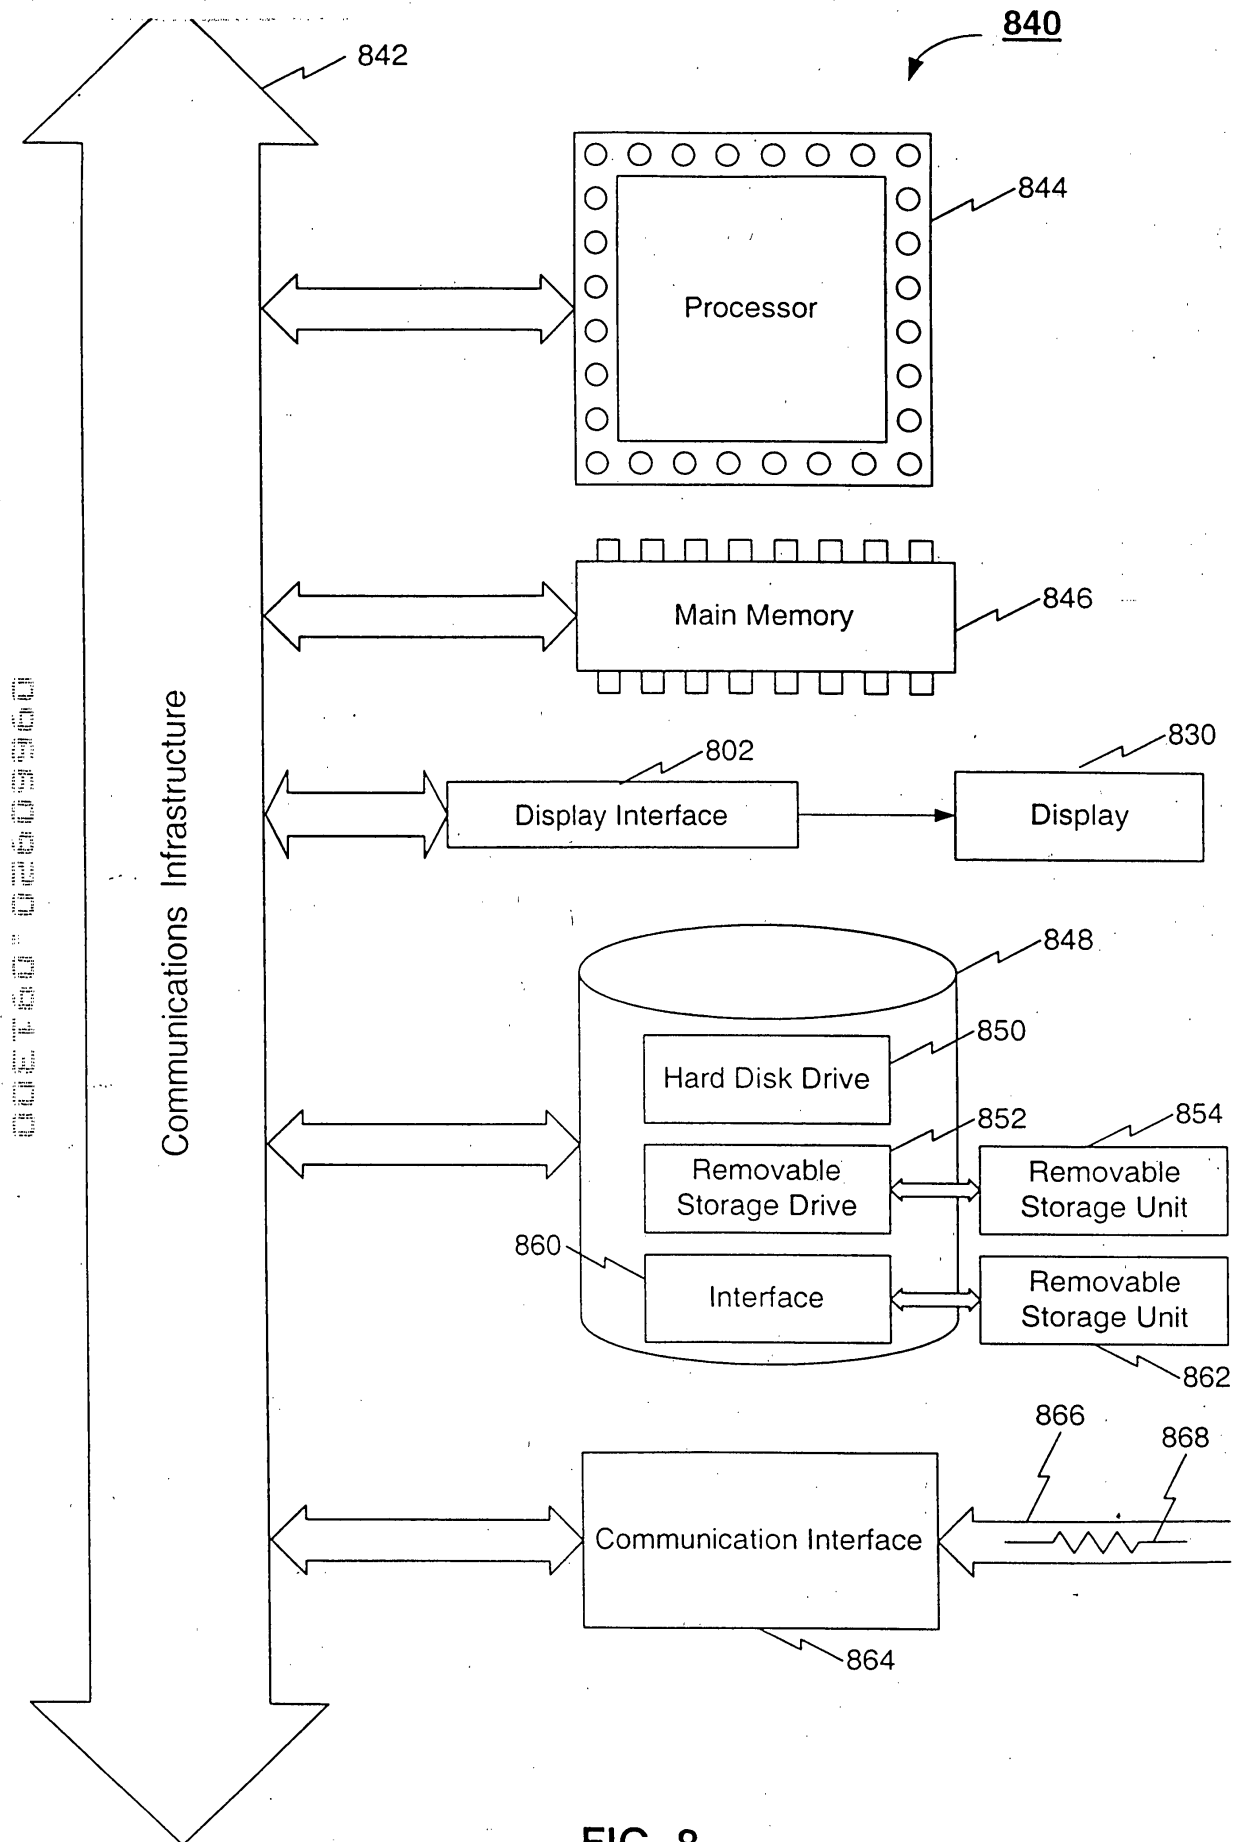 840
842
844
Processor
846
Main Memory
802
830
Display Interface
Display
Communications Infrastructure
848
850
Hard Disk Drive
852
854
Removable
Storage Drive
Removable
Storage Unit
860
Interface
Removable
Storage Unit
862
866
868
Communication Interface
864
FIG. 8